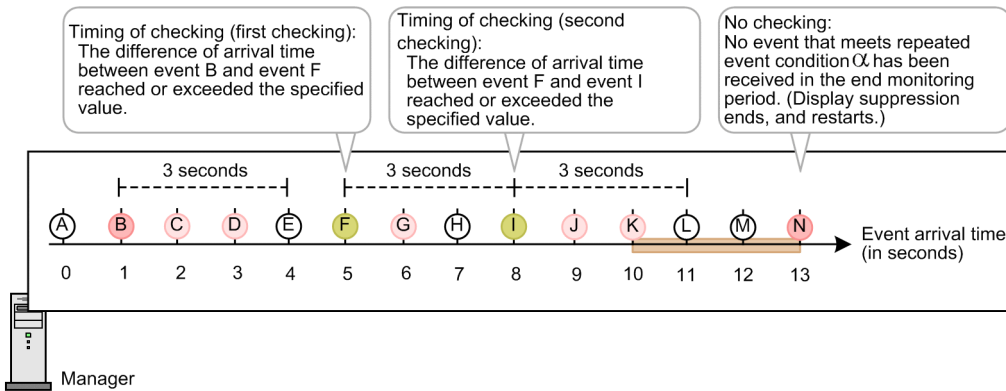 Timing of checking (first checking):
The difference of arrival time
between event B and event F
reached or exceeded the specified
value.
Timing of checking (second
checking):
The difference of arrival time
between event F and event I
reached or exceeded the
specified value.
No checking:
No event that meets repeated
event condition α has been
received in the end monitoring
period. (Display suppression
ends, and restarts.)
3 seconds 3 seconds 3 seconds
A B C D E F G H I J K L M N
Event arrival time
(in seconds)
0 1 2 3 4 5 6 7 8 9 10 11 12 13
Manager